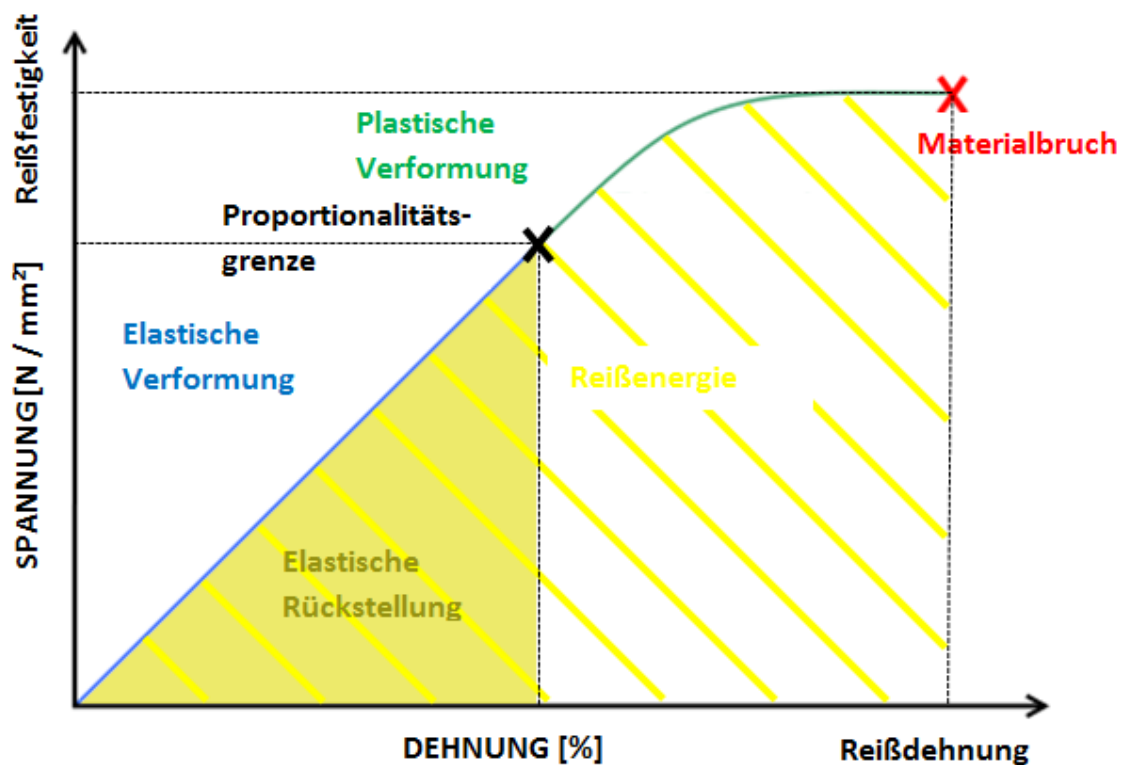 Reißfestigkeit
SPANNUNG [N / mm²]
Plastische
Verformung
Materialbruch
Proportionalitäts-
grenze
Elastische
Verformung
Reißenergie
Elastische
Rückstellung
DEHNUNG [%]
Reißdehnung